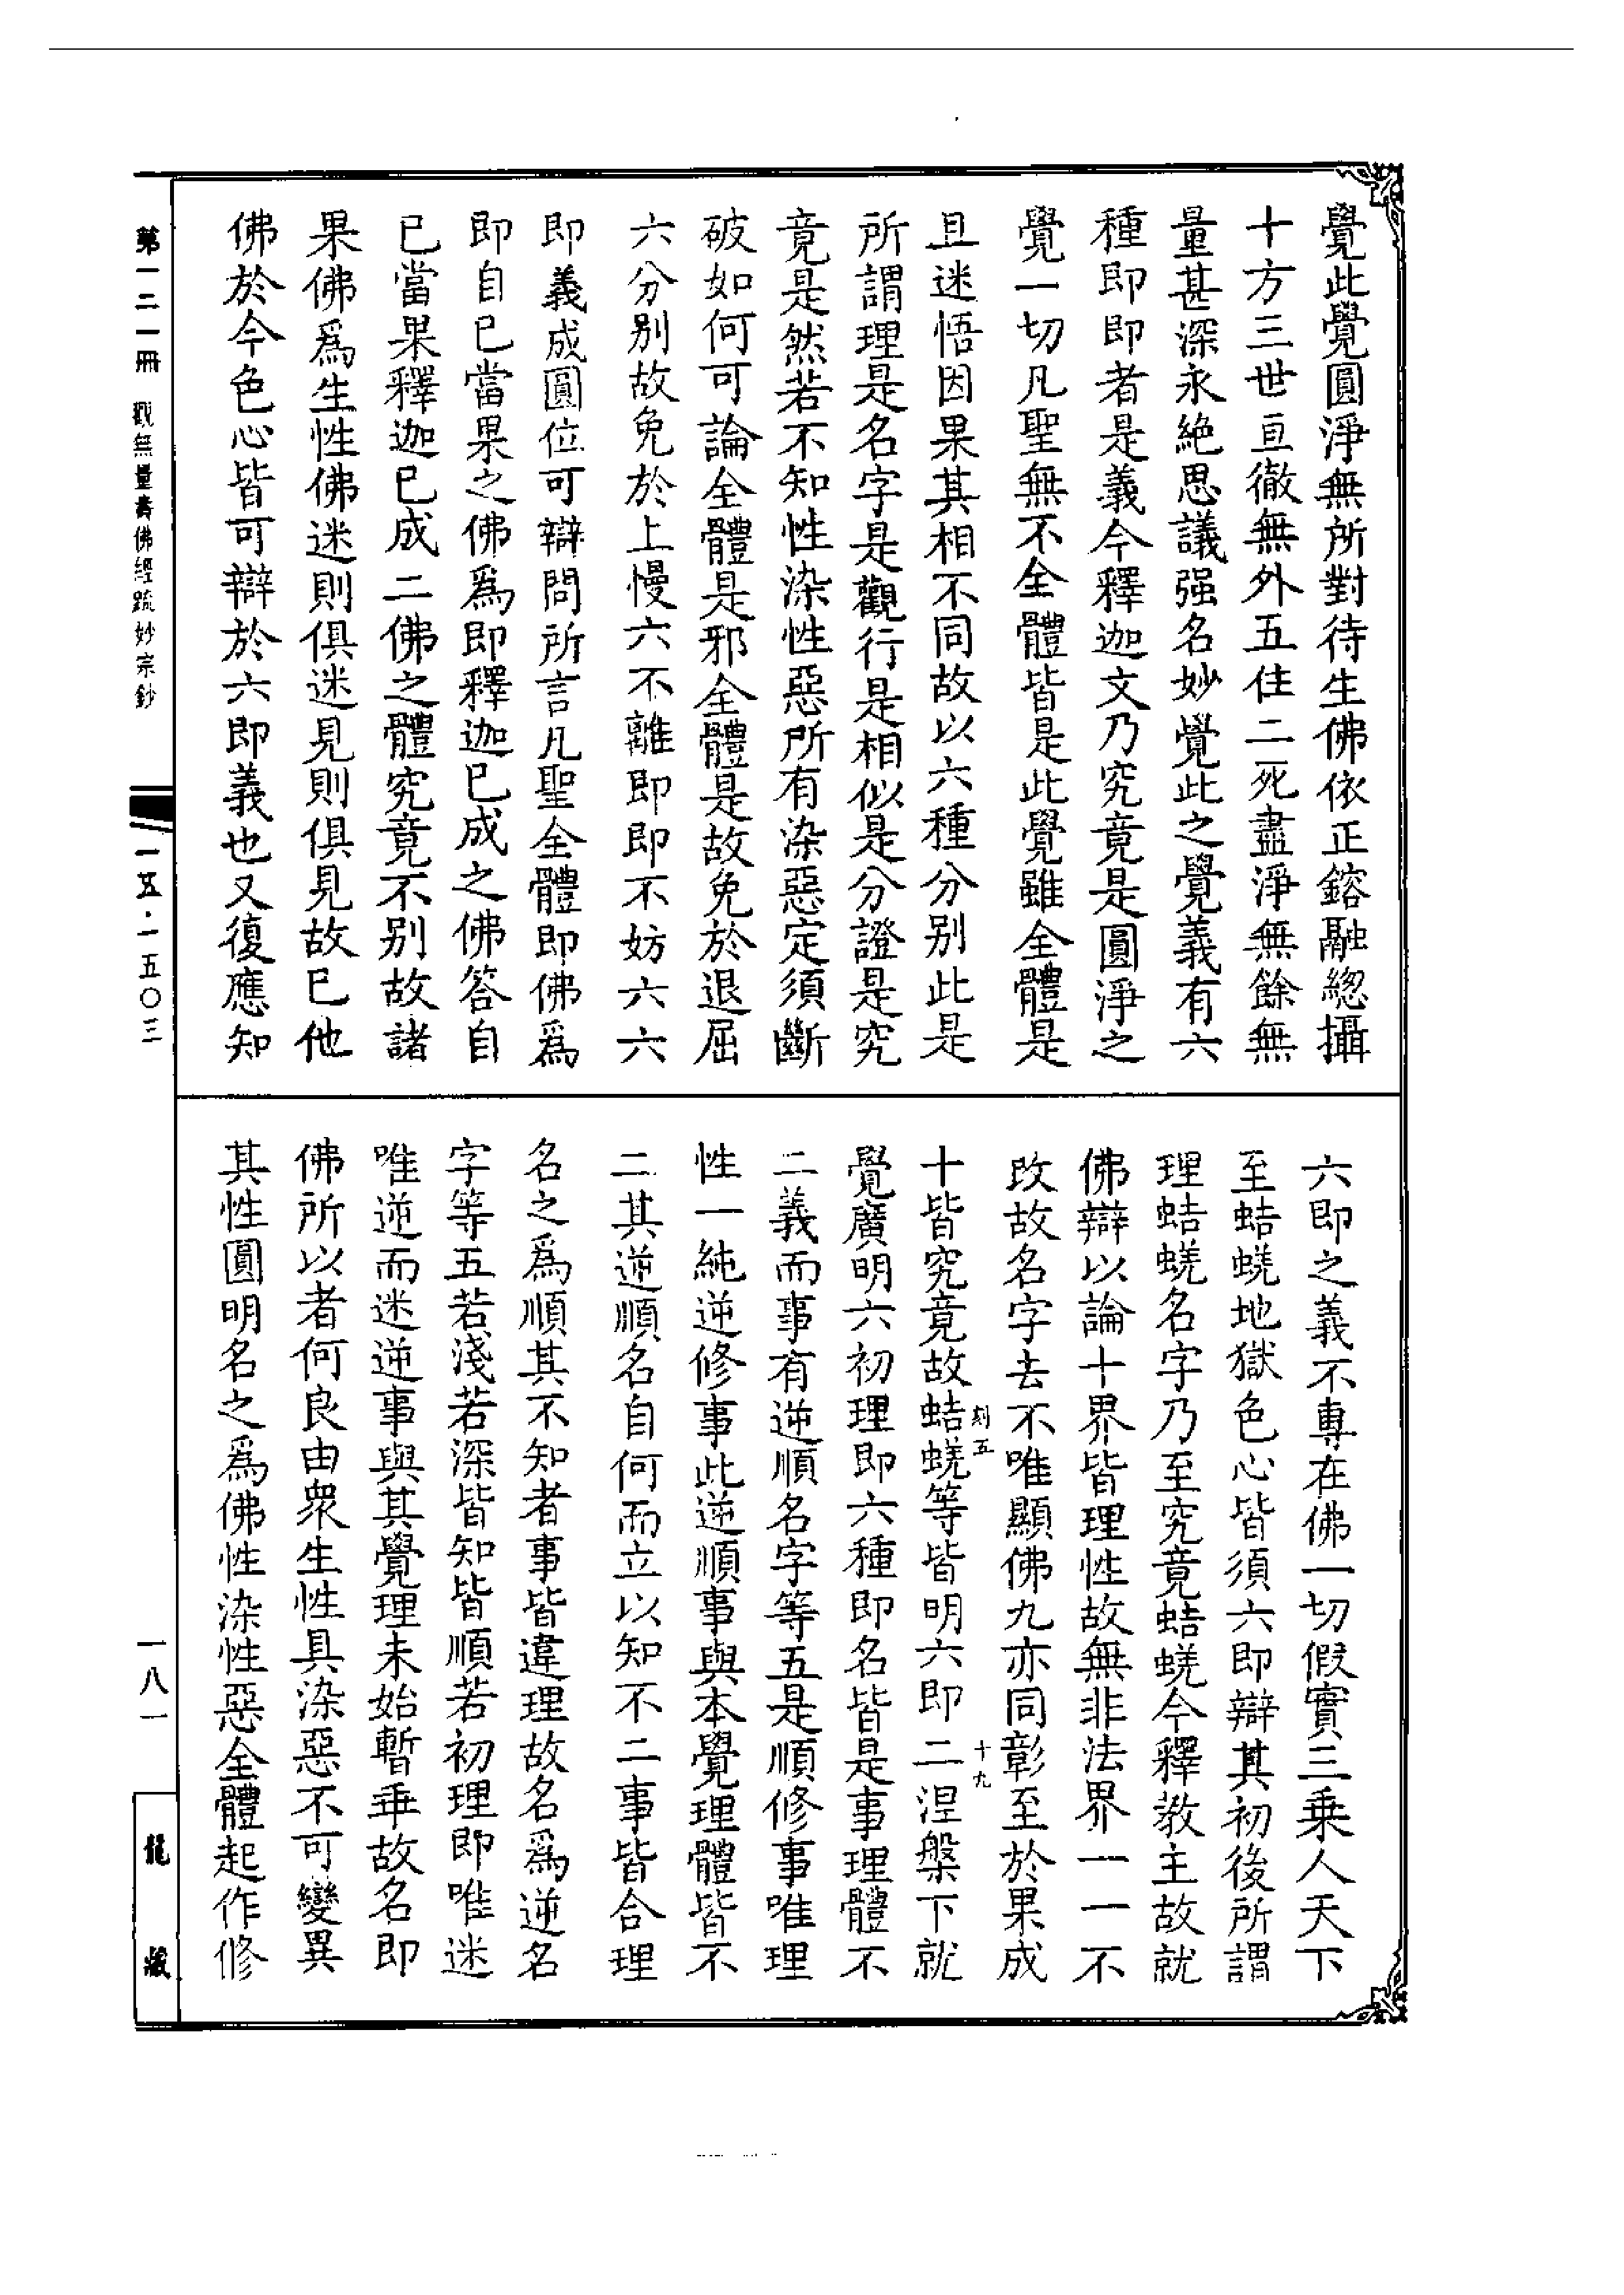 覺此覺圓淨無所對待生佛依正鎔融緫攝
十方三世亘徹無外五住二死盡淨無餘無
量甚深永絶思議强名妙覺此之覺義有六
種即即者是義今釋迦文乃究竟是圓淨之
覺一切凡聖無不全體皆是此覺雖全體是
且迷悟因果其相不同故以六種分别此是
所謂理是名字是觀行是相似是分證是究
竟是然若不知性染性惡所有染惡定須斷
破如何可論全體是邪全體是故免於退屈
六分别故免於上慢六不離即即不妨六六
即義成圓位可辯問所言凡聖全體即佛爲
即自已當果之佛爲即釋迦已成之佛答自
已當果釋迦已成二佛之體究竟不别故諸
果佛爲生性佛迷則俱迷見則俱見故已他
佛於今色心皆可辯於六即義也又復應知
六即之義不專在佛一切假實三乗人天下
至蛣蜣地獄色心皆須六即辯其初後所謂
理蛣蜣名字乃至究竟蛣蜣今釋教主故就
佛辯以論十界皆理性故無非法界一一不
改故名字去不唯顯佛九亦同彰至於果成
十皆究竟故蛣蜣等皆明六即二涅槃下就
刻五
十九
覺廣明六初理即六種即名皆是事理體不
二義而事有逆順名字等五是順修事唯理
性一純逆修事此逆順事與本覺理體皆不
二其逆順名自何而立以知不二事皆合理
名之爲順其不知者事皆違理故名爲逆名
字等五若淺若深皆知皆順若初理即唯迷
唯逆而迷逆事與其覺理未始暫乖故名即
佛所以者何良由衆生性具染惡不可變異
其性圓明名之爲佛性染性惡全體起作修
第一二一冊 觀無量壽佛經䟽妙宗鈔
一五·一五〇三
一八一
龍藏